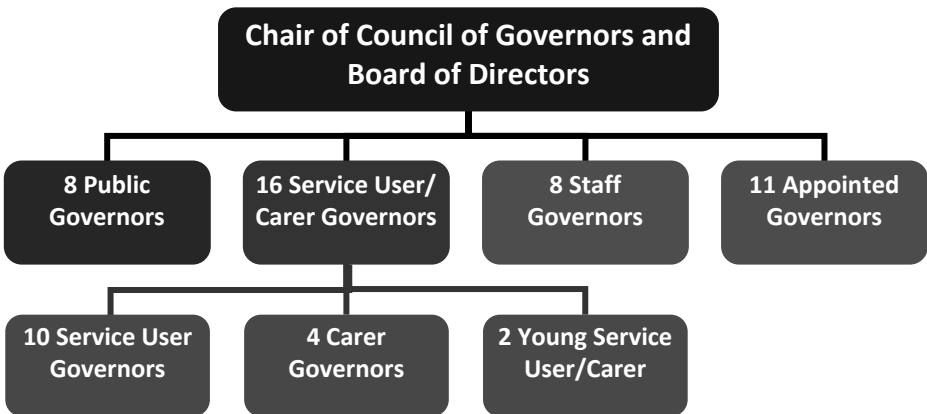 Chair of Council of Governors and
Board of Directors
8 Public
Governors
16 Service User/
Carer Governors
8 Staff
Governors
11 Appointed
Governors
10 Service User
Governors
4 Carer
Governors
2 Young Service
User/Carer